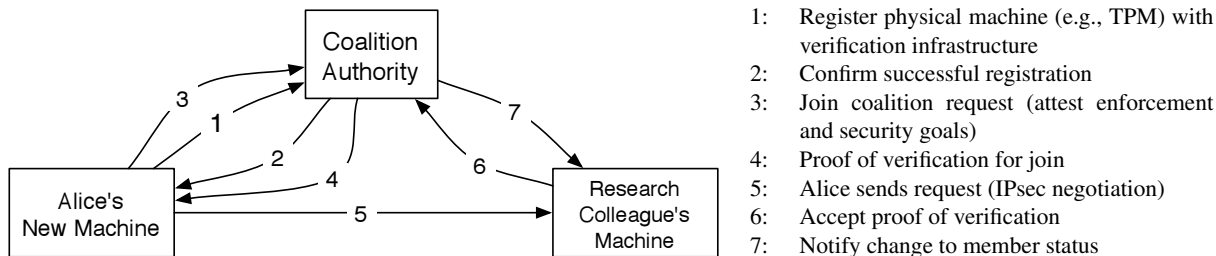 Coalition
Authority
3
1
2
4
7
6
5
Alice's
New Machine
Research
Colleague's
Machine
1: Register physical machine (e.g., TPM) with
verification infrastructure
2: Confirm successful registration
3: Join coalition request (attest enforcement
and security goals)
4: Proof of verification for join
5: Alice sends request (IPsec negotiation)
6: Accept proof of verification
7: Notify change to member status